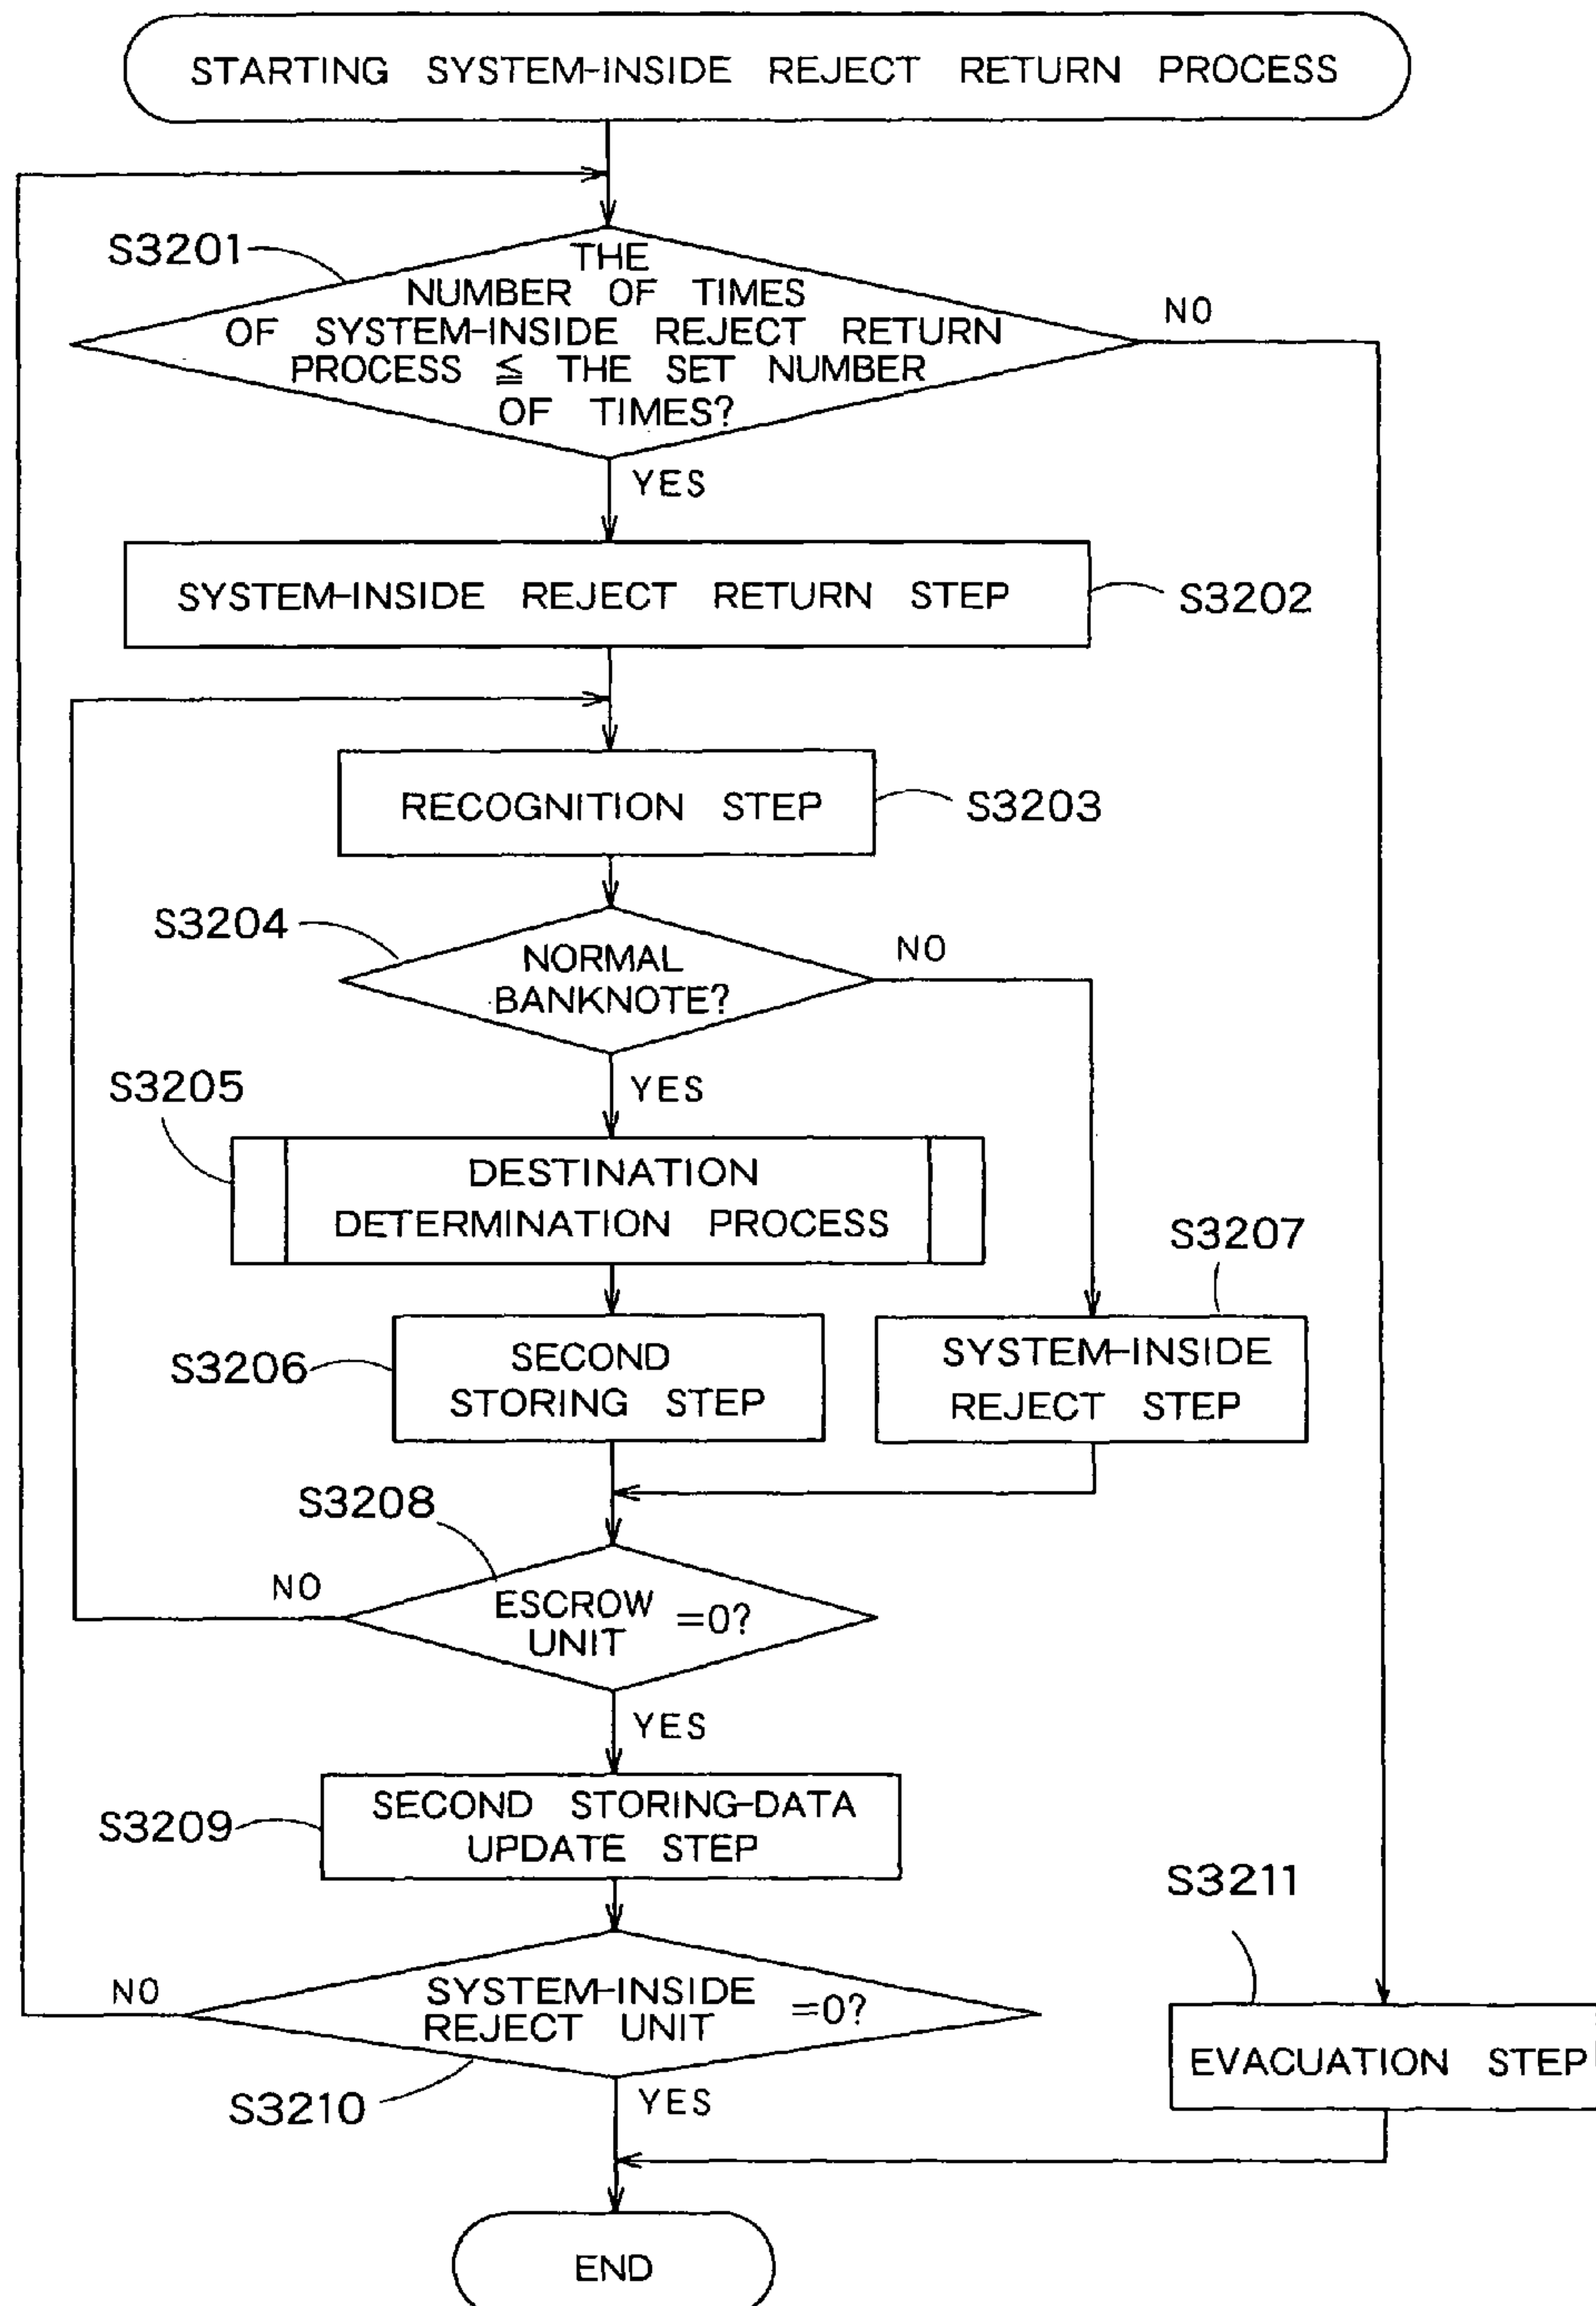 STARTING SYSTEM-INSIDE REJECT RETURN PROCESS
S3201
THE
NUMBER OF TIMES
OF SYSTEM-INSIDE REJECT RETURN
PROCESS ≦ THE SET NUMBER
OF TIMES?
NO
YES
SYSTEM-INSIDE REJECT RETURN STEP
S3202
RECOGNITION STEP
S3203
S3204
NORMAL
BANKNOTE?
NO
YES
S3205
DESTINATION
DETERMINATION PROCESS
S3206
SECOND
STORING STEP
S3207
SYSTEM-INSIDE
REJECT STEP
S3208
NO
ESCROW
UNIT
=0?
YES
S3209
SECOND STORING-DATA
UPDATE STEP
NO
SYSTEM-INSIDE
REJECT UNIT
=0?
S3210
YES
S3211
EVACUATION STEP
END